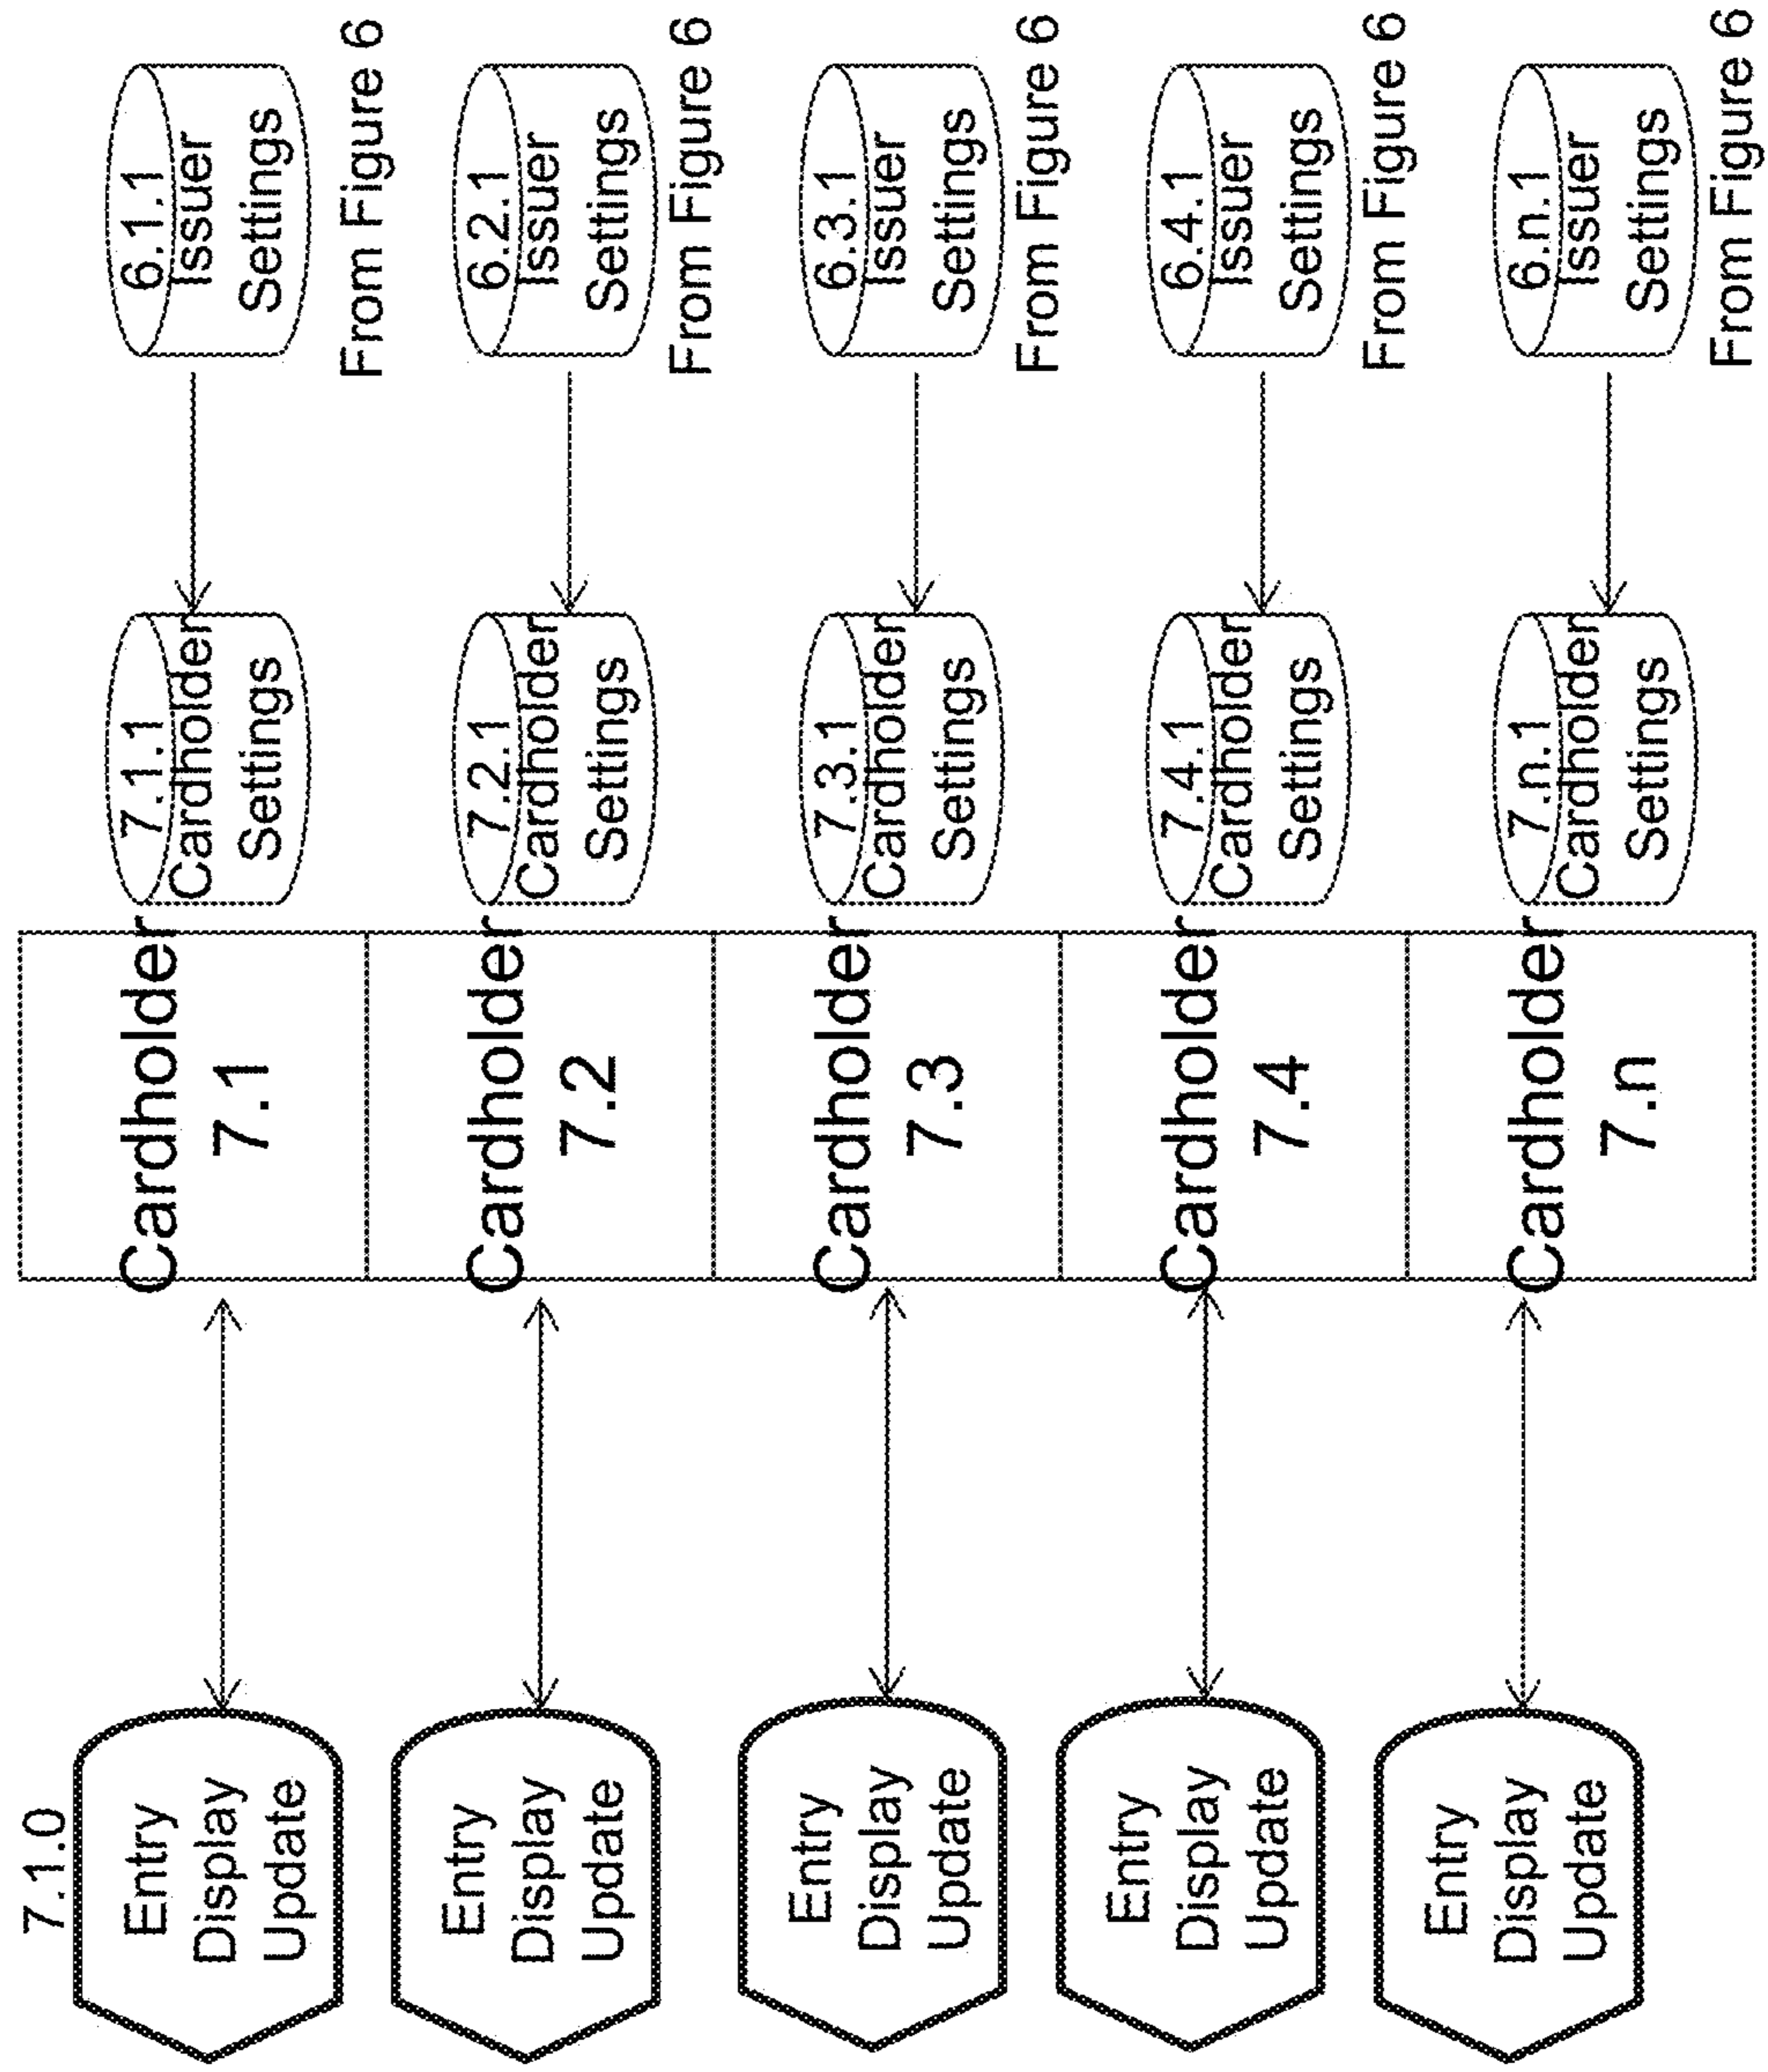 7.1.0
Entry
Display
Update
Cardholder
7.1
7.1.1
Cardholder
Settings
6.1.1
Issuer
Settings
From Figure 6
Entry
Display
Update
Cardholder
7.2
7.2.1
Cardholder
Settings
6.2.1
Issuer
Settings
From Figure 6
Entry
Display
Update
Cardholder
7.3
7.3.1
Cardholder
Settings
6.3.1
Issuer
Settings
From Figure 6
Entry
Display
Update
Cardholder
7.4
7.4.1
Cardholder
Settings
6.4.1
Issuer
Settings
From Figure 6
Entry
Display
Update
Cardholder
7.n
7.n.1
Cardholder
Settings
6.n.1
Issuer
Settings
From Figure 6